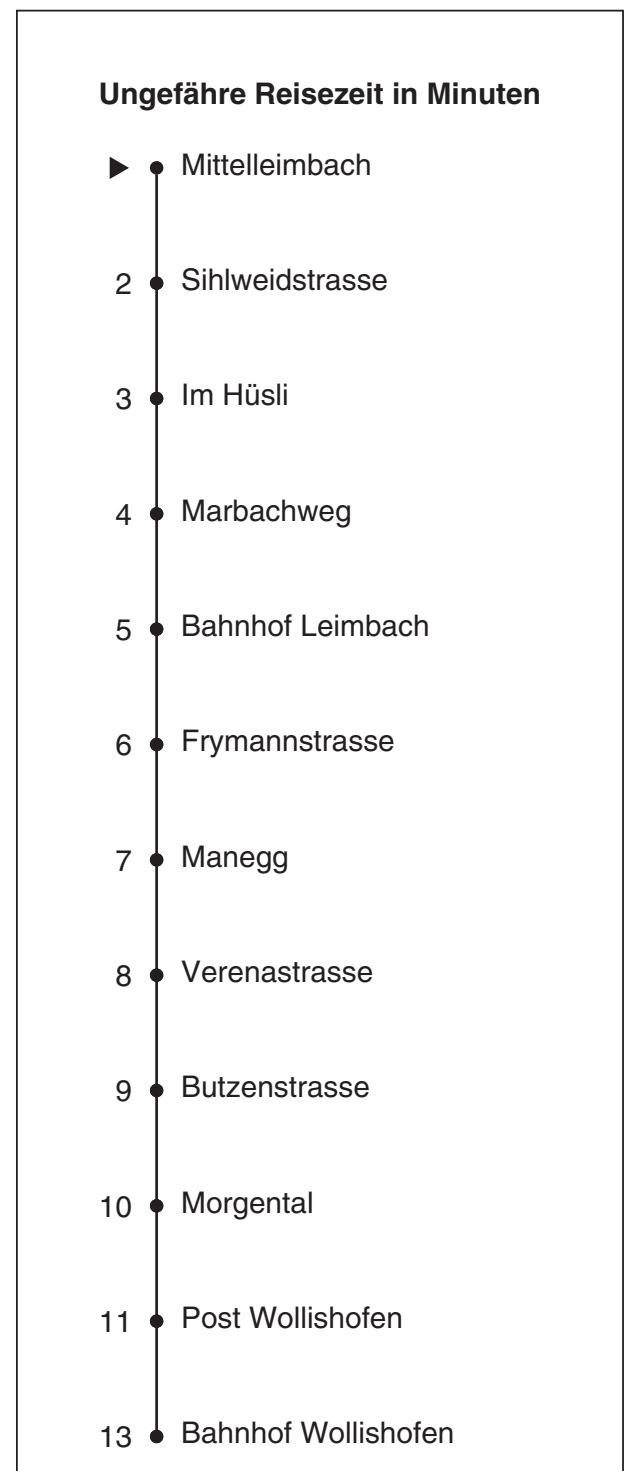 Ungefähre Reisezeit in Minuten
Mittelleimbach
2 Sihlweidstrasse
3 Im Hüsli
4 Marbachweg
5 Bahnhof Leimbach
6 Frymannstrasse
7 Manegg
8 Verenastrasse
9 Butzenstrasse
10 Morgental
11 Post Wollishofen
13 Bahnhof Wollishofen